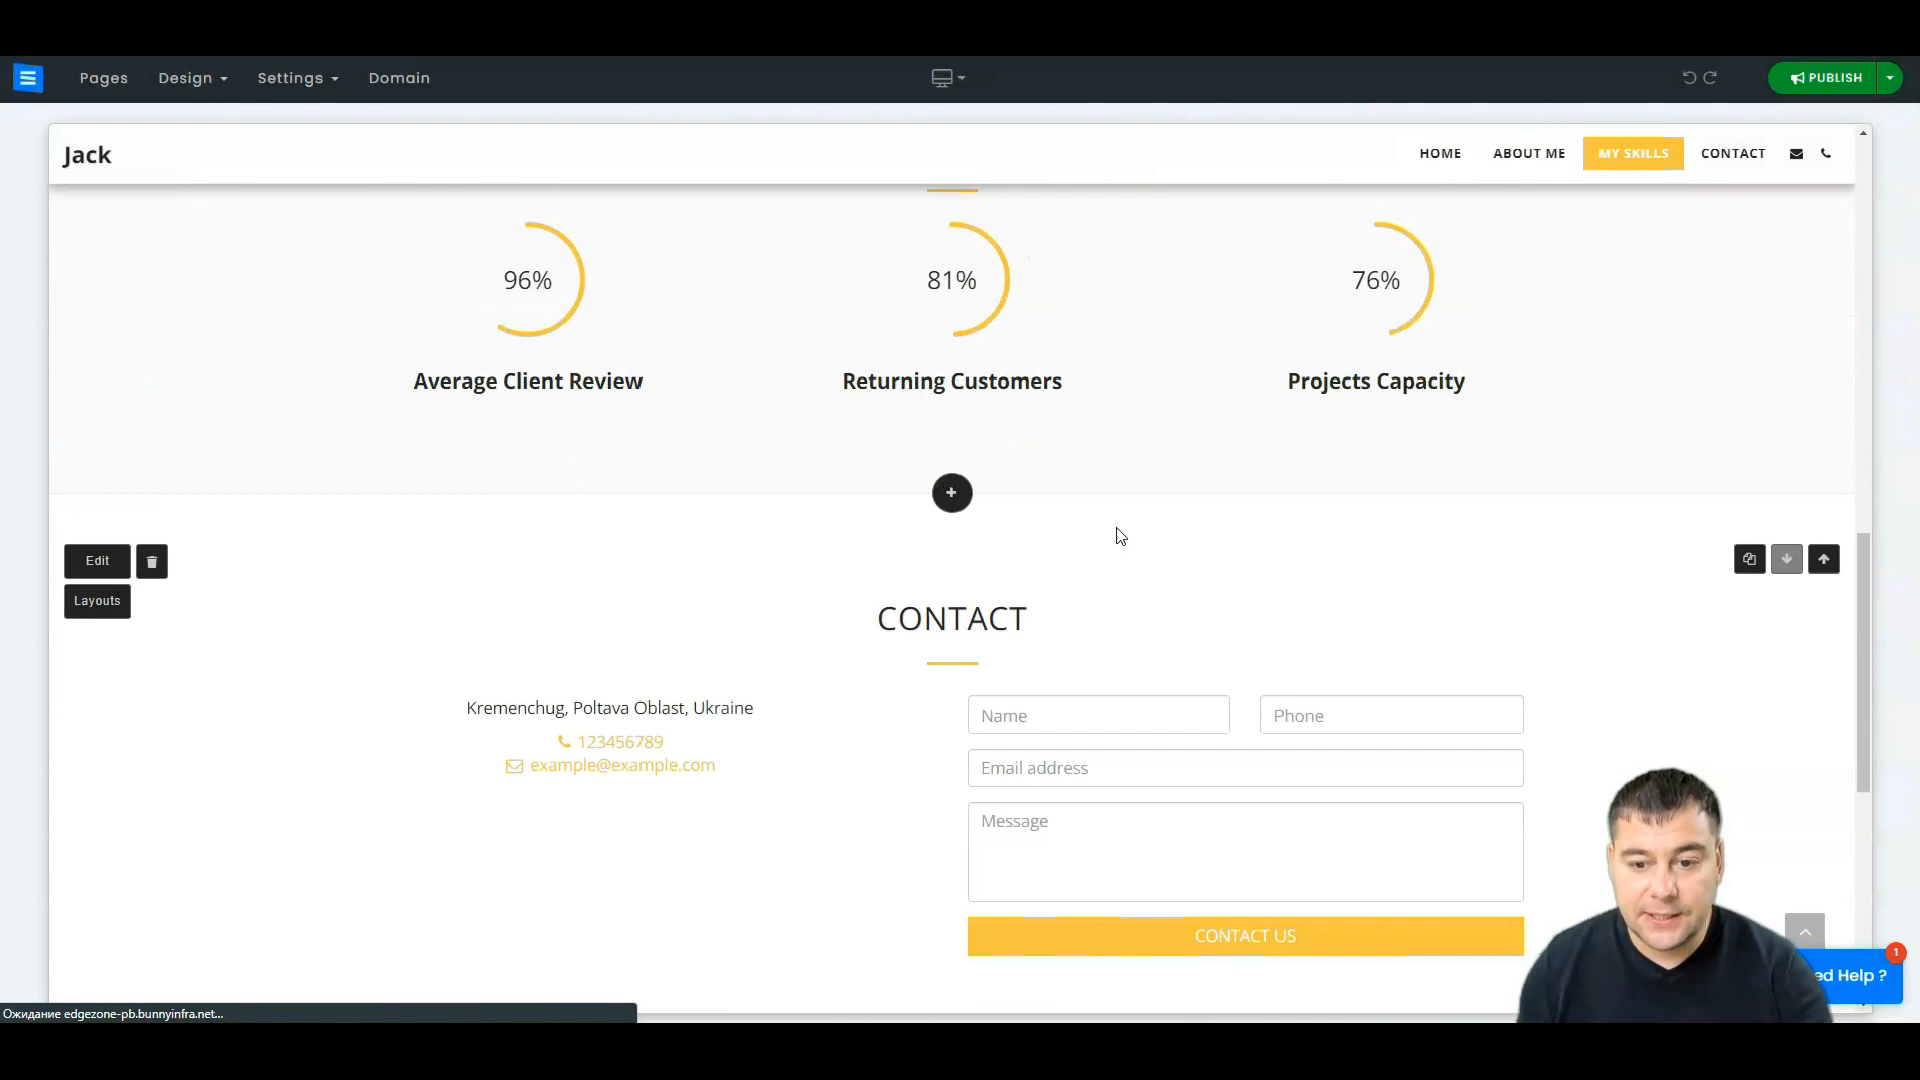 Pages Design Settings Domain PUBLISH
Jack HOME ABOUT ME MY SKILLS CONTACT
96% 81% 76%
Average Client Review Returning Customers Projects Capacity
+
Edit
Layouts
CONTACT
Kremenchug, Poltava Oblast, Ukraine
123456789
example@example.com
Name Phone
Email address
Message
CONTACT US
1
Help ?
Ожидание edgezone-pb.bunnyinfra.net...